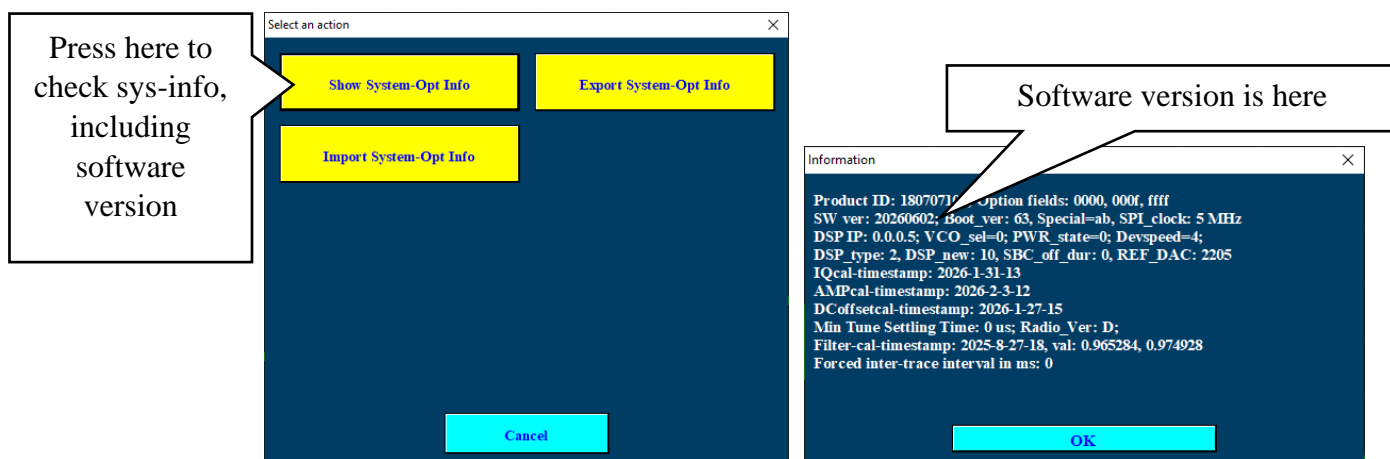 Press here to
check sys-info,
including
software
version
Select an action
Show System-Opt Info
Export System-Opt Info
Import System-Opt Info
Cancel
Software version is here
Information
Option fields: 0000, 000f, ffff
SW ver: 20260602; Boot_ver: 63, Special=ab, SPI_clock: 5 MHz
DSP IP: 0.0.0.5; VCO_sel=0; PWR_state=0; Devspeed=4;
DSP_type: 2, DSP_new: 10, SBC_off_dur: 0, REF_DAC: 2205
IQcal-timestamp: 2026-1-31-13
AMPcal-timestamp: 2026-2-3-12
DCoffsetcal-timestamp: 2026-1-27-15
Min Tune Settling Time: 0 us; Radio_Ver: D;
Filter-cal-timestamp: 2025-8-27-18, val: 0.965284, 0.974928
Forced inter-trace interval in ms: 0
OK